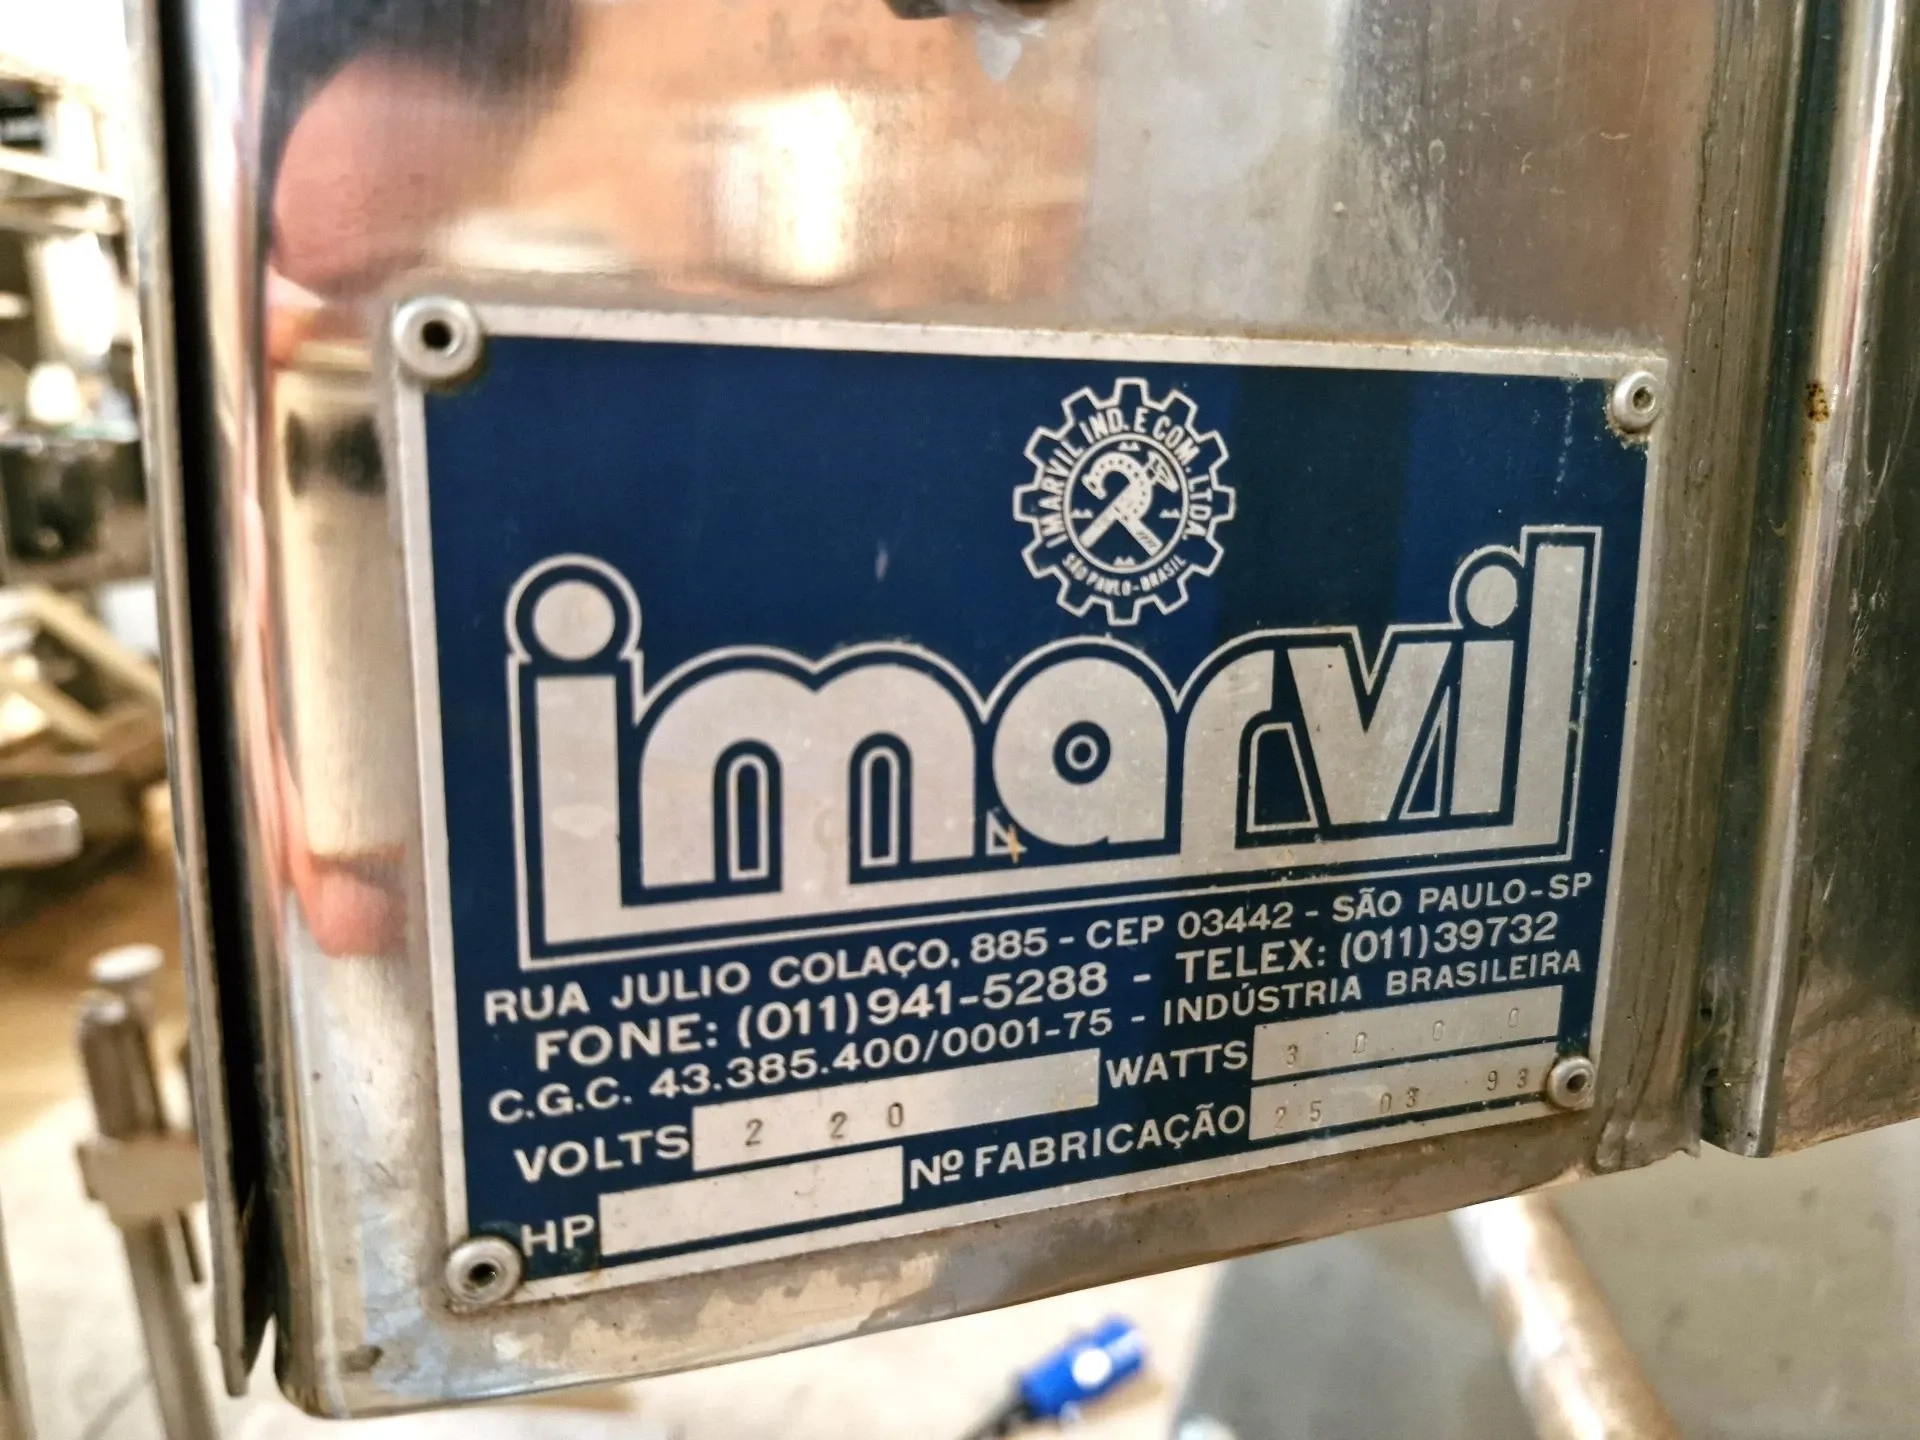 IMARVIL IND. E COM. LTDA.
SÃO PAULO-BRASIL
imarvil
RUA JULIO COLAÇO, 885 - CEP 03442 - SÃO PAULO-SP
FONE: (011) 941-5288 - TELEX: (011) 39732
C.G.C. 43.385.400/0001-75 - INDÚSTRIA BRASILEIRA
VOLTS 220 WATTS 3000
HP Nº FABRICAÇÃO 25 03 93